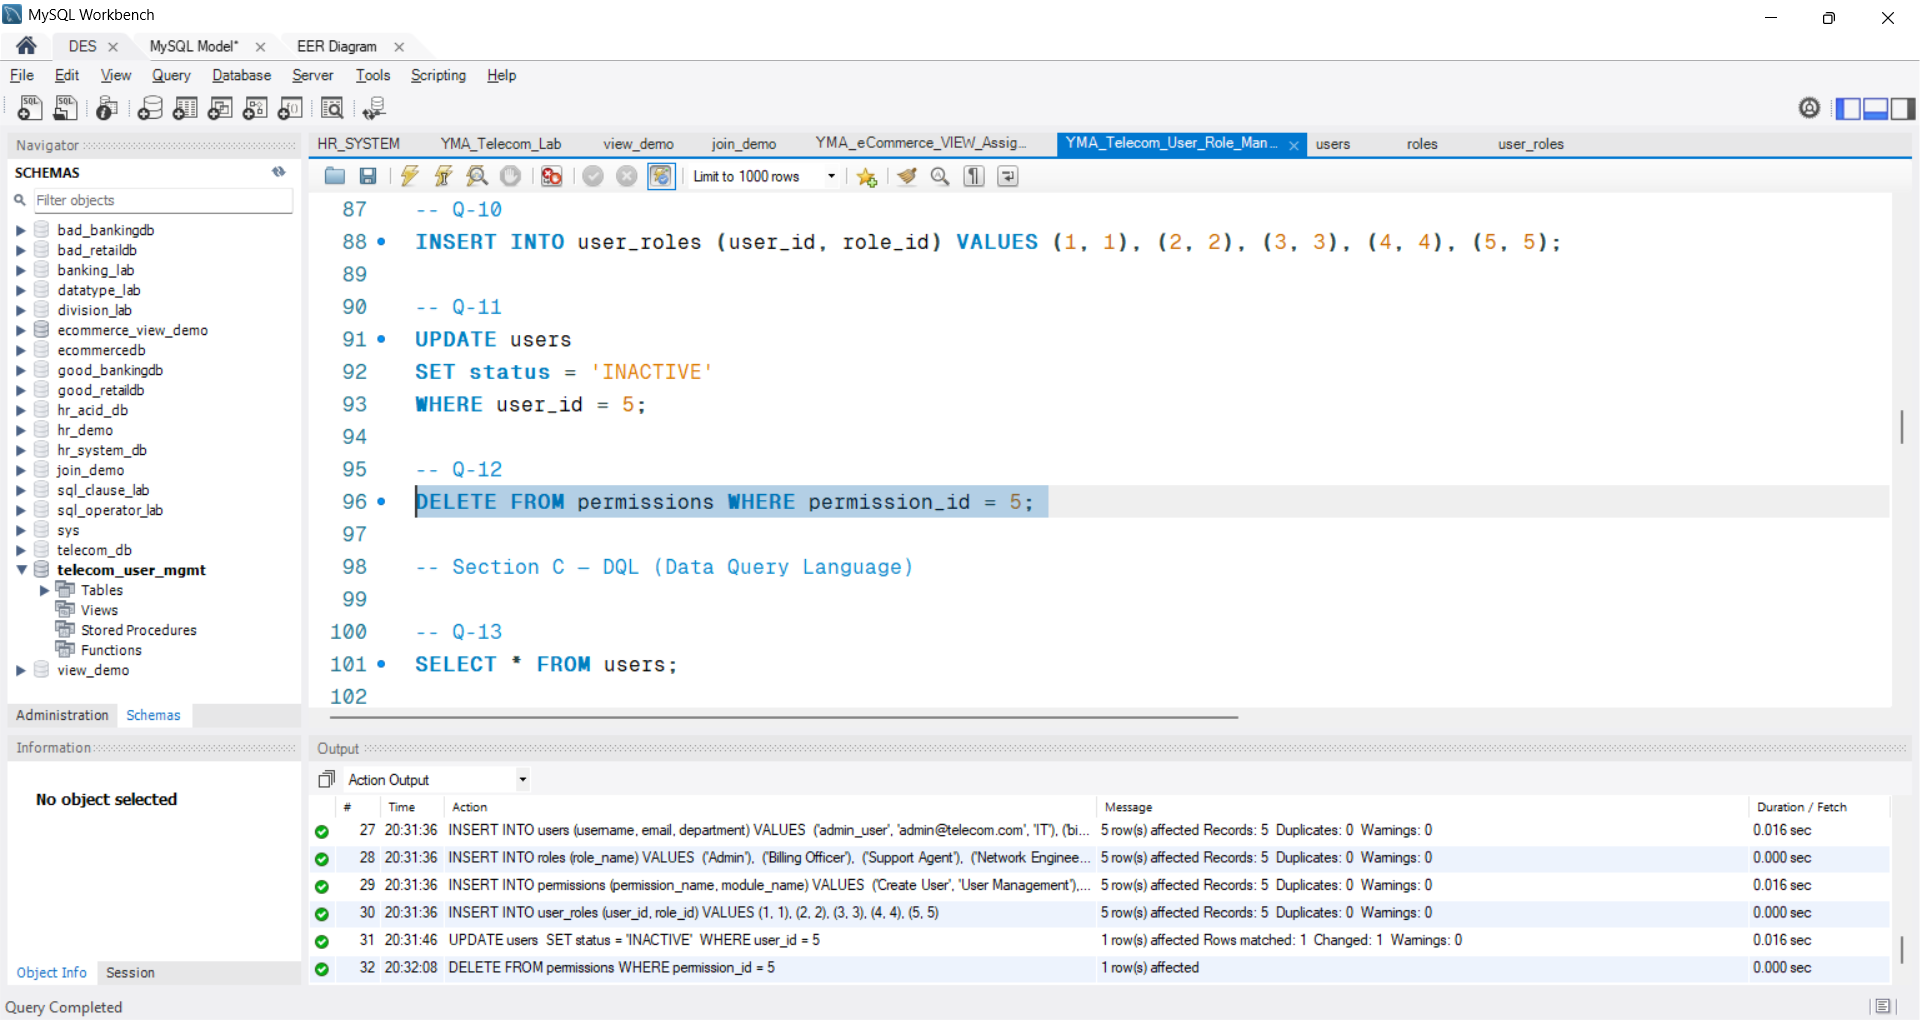 MySQL Workbench
DES
MySQL Model*
EER Diagram
File Edit View Query Database Server Tools Scripting Help
Navigator
SCHEMAS
Filter objects
bad_bankingdb
bad_retaildb
banking_lab
datatype_lab
division_lab
ecommerce_view_demo
ecommercedb
good_bankingdb
good_retaildb
hr_acid_db
hr_demo
hr_system_db
join_demo
sql_clause_lab
sql_operator_lab
sys
telecom_db
telecom_user_mgmt
Tables
Views
Stored Procedures
Functions
view_demo
Administration Schemas
Information
No object selected
Object Info Session
Query Completed
HR_SYSTEM YMA_Telecom_Lab view_demo join_demo YMA_eCommerce_VIEW_Assig... YMA_Telecom_User_Role_Man... users roles user_roles
Limit to 1000 rows
87 -- Q-10
88 INSERT INTO user_roles (user_id, role_id) VALUES (1, 1), (2, 2), (3, 3), (4, 4), (5, 5);
89
90 -- Q-11
91 UPDATE users
92 SET status = 'INACTIVE'
93 WHERE user_id = 5;
94
95 -- Q-12
96 DELETE FROM permissions WHERE permission_id = 5;
97
98 -- Section C – DQL (Data Query Language)
99
100 -- Q-13
101 SELECT * FROM users;
102
Output
Action Output
# Time Action Message Duration / Fetch
27 20:31:36 INSERT INTO users (username, email, department) VALUES ('admin_user', 'admin@telecom.com', 'IT'), ('bi... 5 row(s) affected Records: 5 Duplicates: 0 Warnings: 0 0.016 sec
28 20:31:36 INSERT INTO roles (role_name) VALUES ('Admin'), ('Billing Officer'), ('Support Agent'), ('Network Enginee... 5 row(s) affected Records: 5 Duplicates: 0 Warnings: 0 0.000 sec
29 20:31:36 INSERT INTO permissions (permission_name, module_name) VALUES ('Create User', 'User Management'),... 5 row(s) affected Records: 5 Duplicates: 0 Warnings: 0 0.016 sec
30 20:31:36 INSERT INTO user_roles (user_id, role_id) VALUES (1, 1), (2, 2), (3, 3), (4, 4), (5, 5) 5 row(s) affected Records: 5 Duplicates: 0 Warnings: 0 0.000 sec
31 20:31:46 UPDATE users SET status = 'INACTIVE' WHERE user_id = 5 1 row(s) affected Rows matched: 1 Changed: 1 Warnings: 0 0.016 sec
32 20:32:08 DELETE FROM permissions WHERE permission_id = 5 1 row(s) affected 0.000 sec